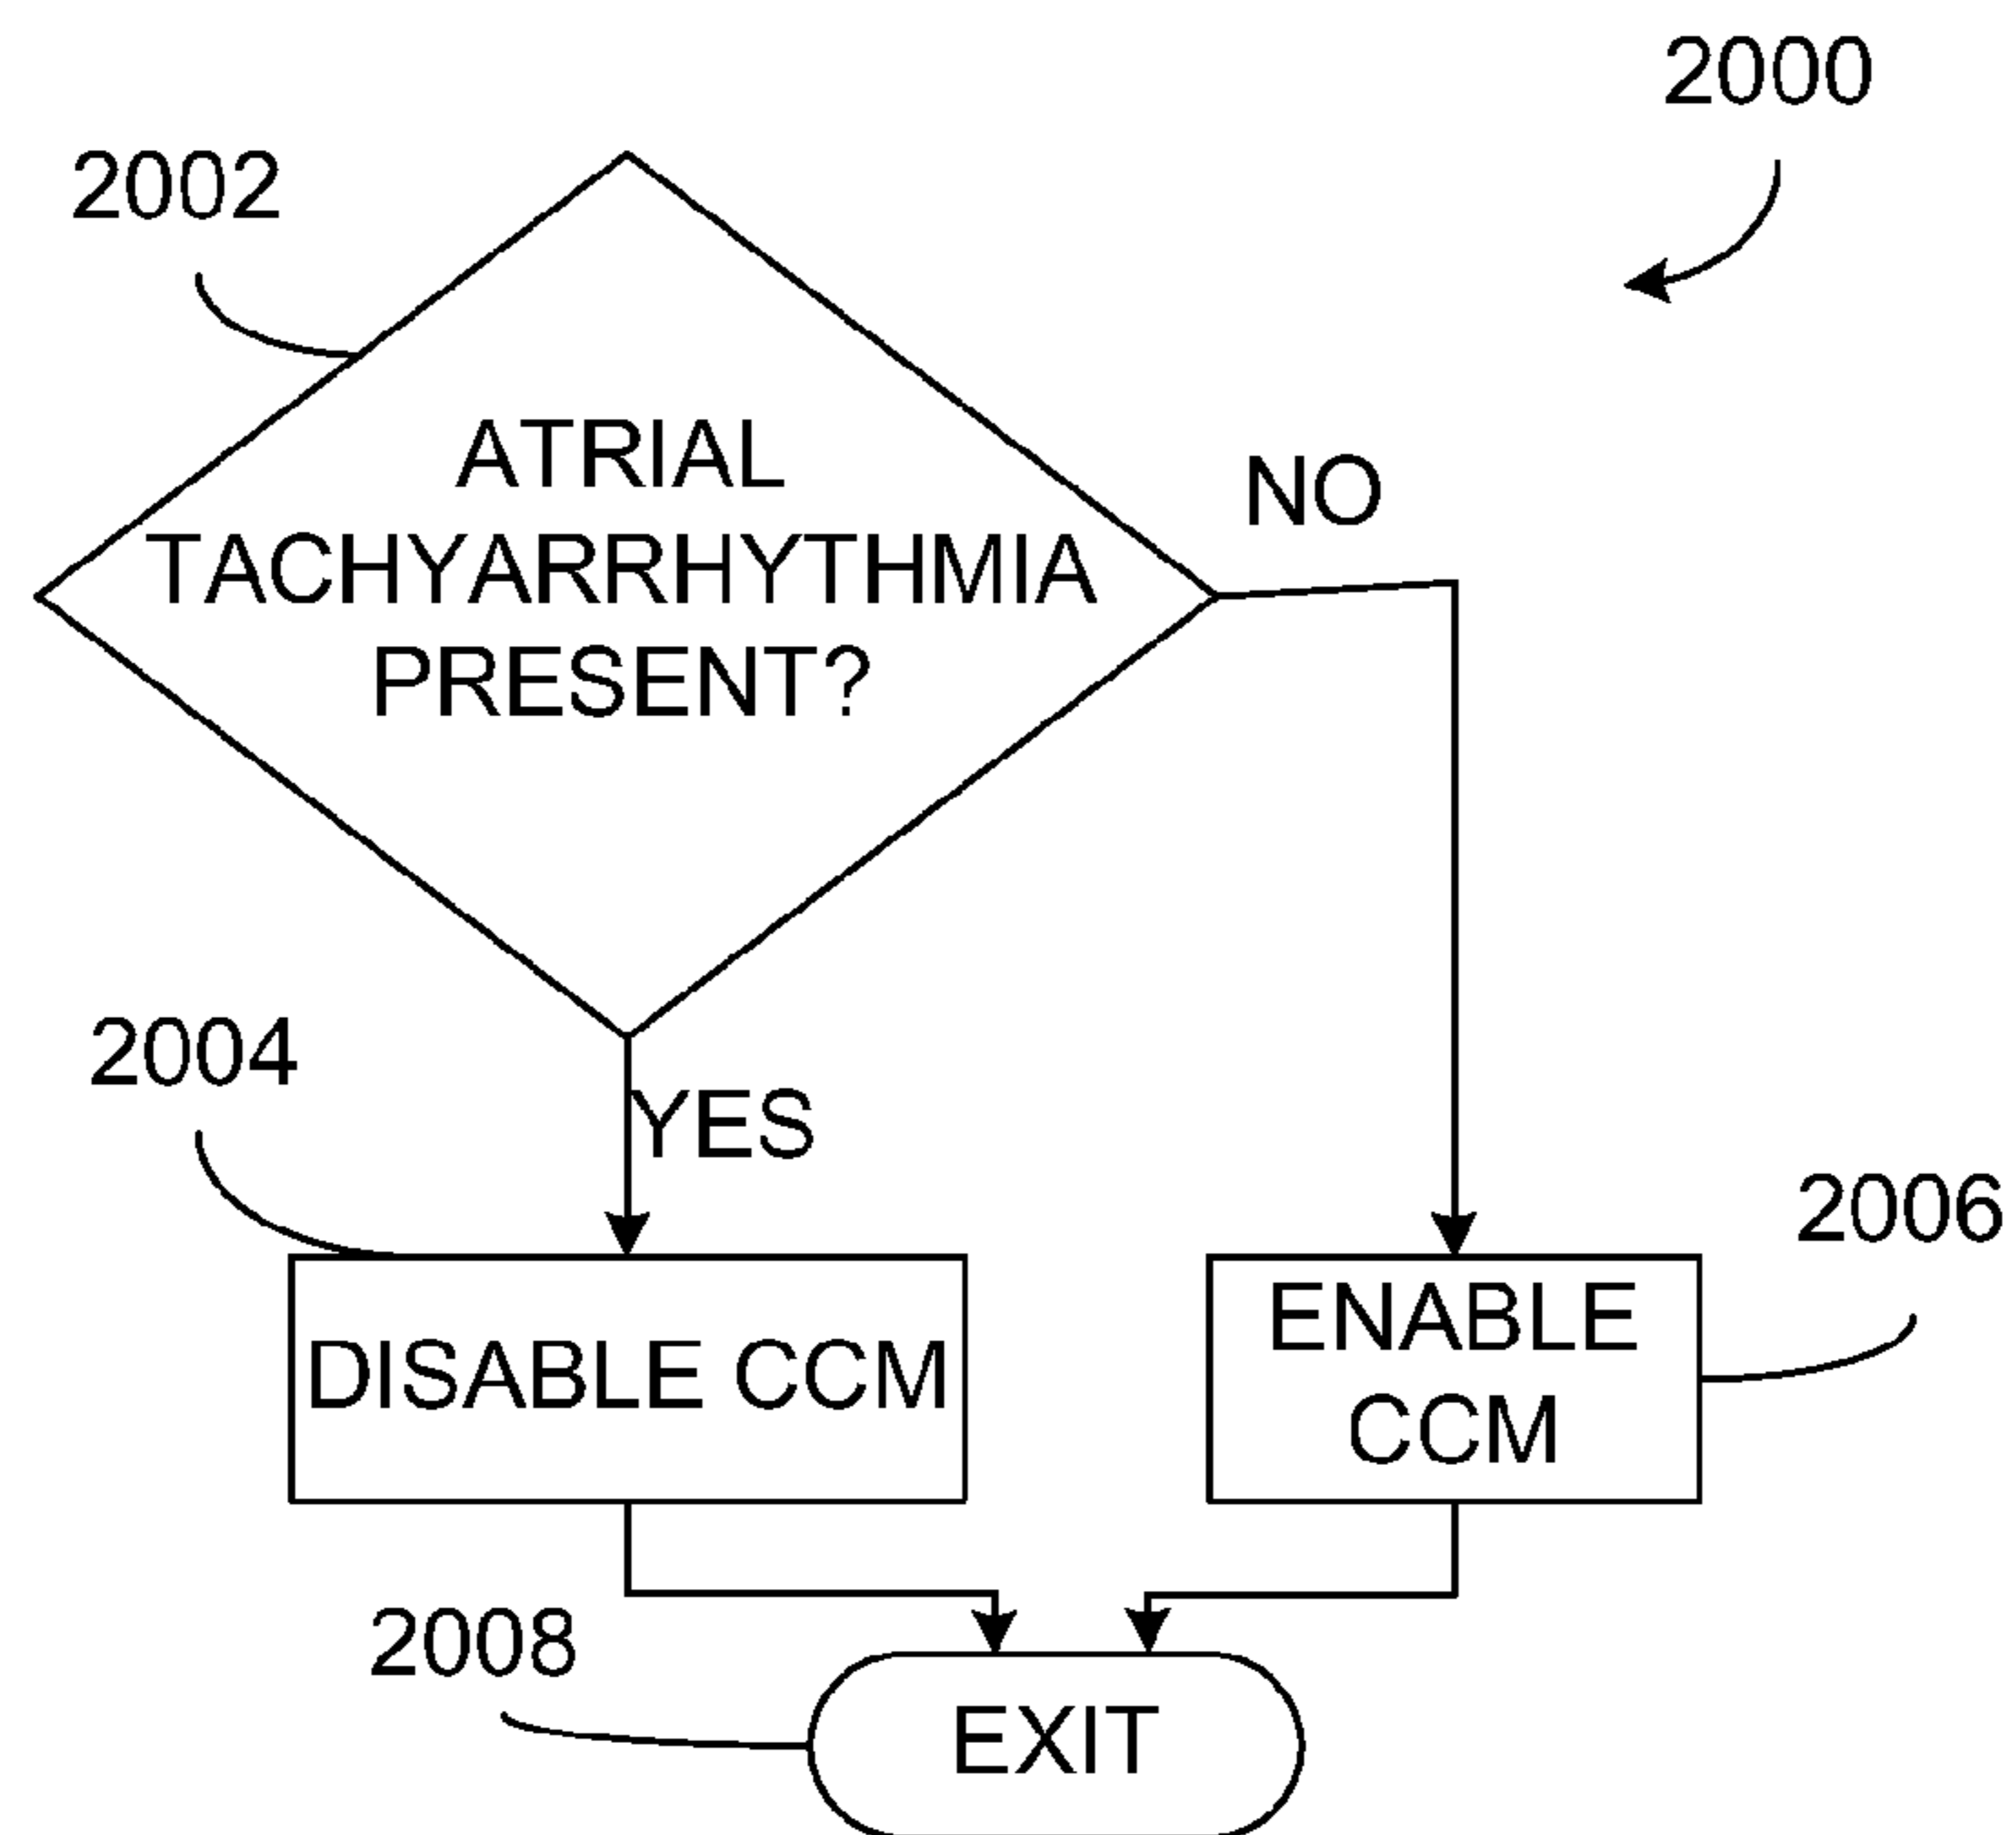 2000
2002
ATRIAL
TACHYARRHYTHMIA
PRESENT?
NO
2004
YES
2006
DISABLE CCM
ENABLE
CCM
2008
EXIT